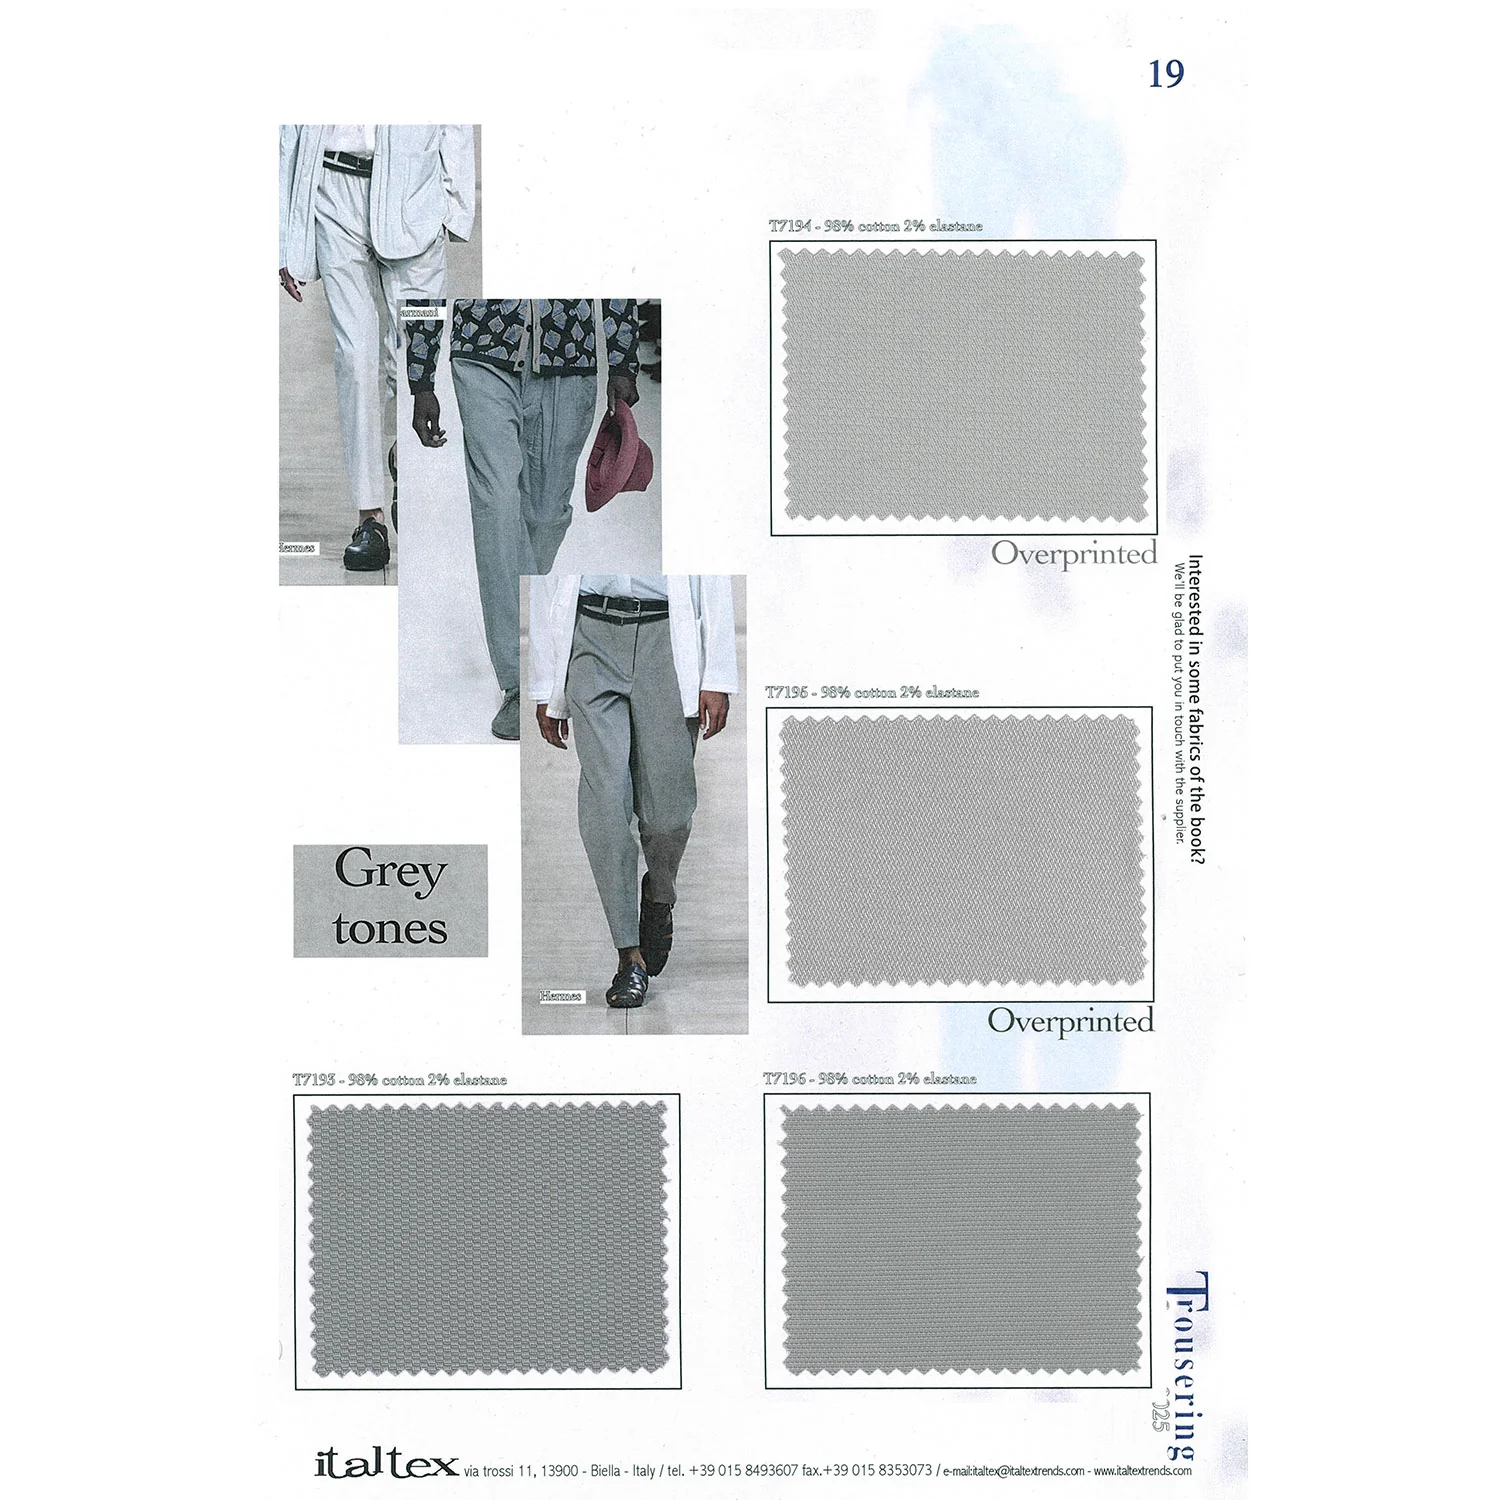 19
T7194 - 98% cotton 2% elastane
armani
Overprinted
Hermes
Interested in some fabrics of the book?
We'll be glad to put you in touch with the supplier.
T7195 - 98% cotton 2% elastane
Grey
tones
Hermes
Overprinted
T7193 - 98% cotton 2% elastane
T7196 - 98% cotton 2% elastane
Trousering
italtex via trossi 11, 13900 - Biella - Italy / tel. +39 015 8493607 fax.+39 015 8353073 / e-mail:italtex@italtextrends.com - www.italtextrends.com